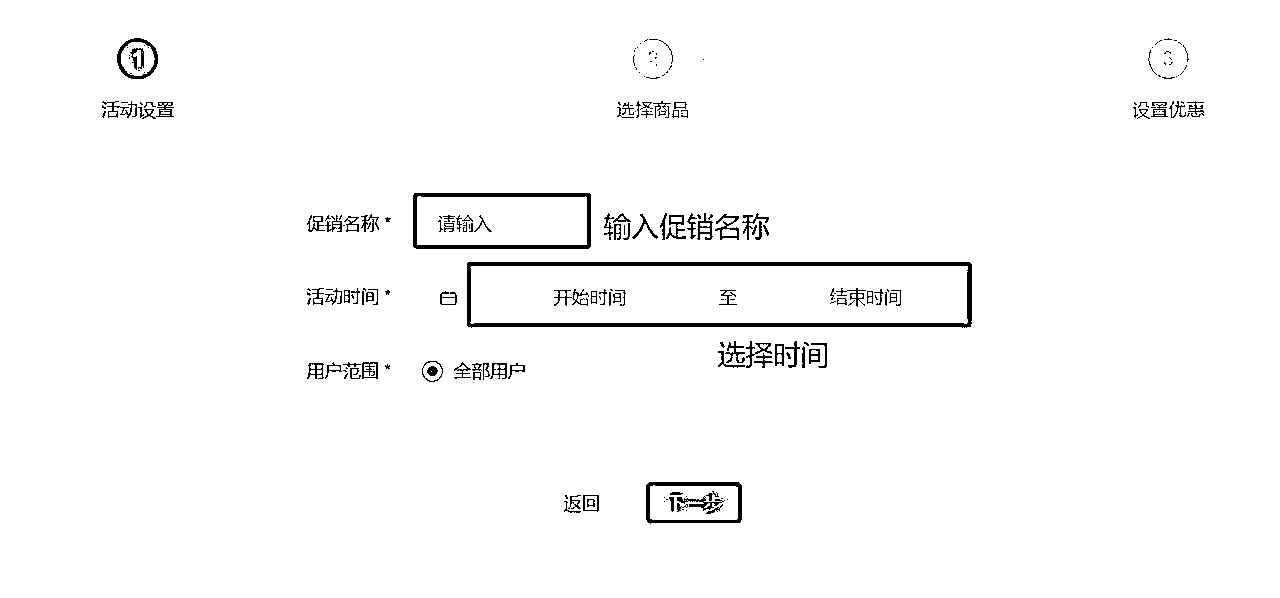 1
活动设置
选择商品
3
设置优惠
促销名称 * 请输入 输入促销名称
活动时间 * 开始时间 至 结束时间
选择时间
用户范围 * 全部用户
返回 下一步